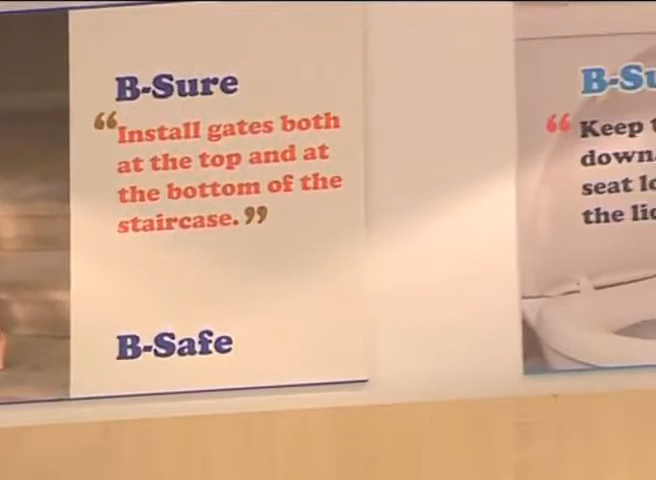 B-Sure
“Install gates both
at the top and at
the bottom of the
staircase.”
B-Safe
“Keep
down
seat
the